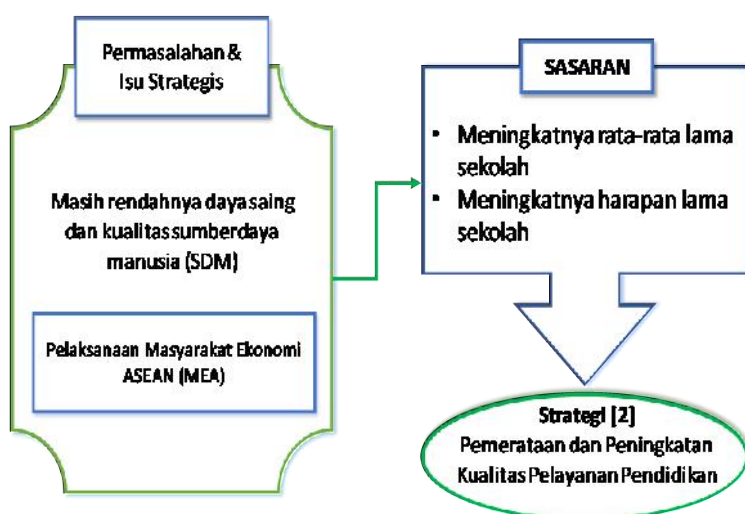 Permasalahan &
Isu Strategis
Masih rendahnya daya saing
dan kualitas sumberdaya
manusia (SDM)
Pelaksanaan Masyarakat Ekonomi
ASEAN (MEA)
SASARAN
• Meningkatnya rata-rata lama
sekolah
• Meningkatnya harapan lama
sekolah
Strategi [2]
Pemerataan dan Peningkatan
Kualitas Pelayanan Pendidikan